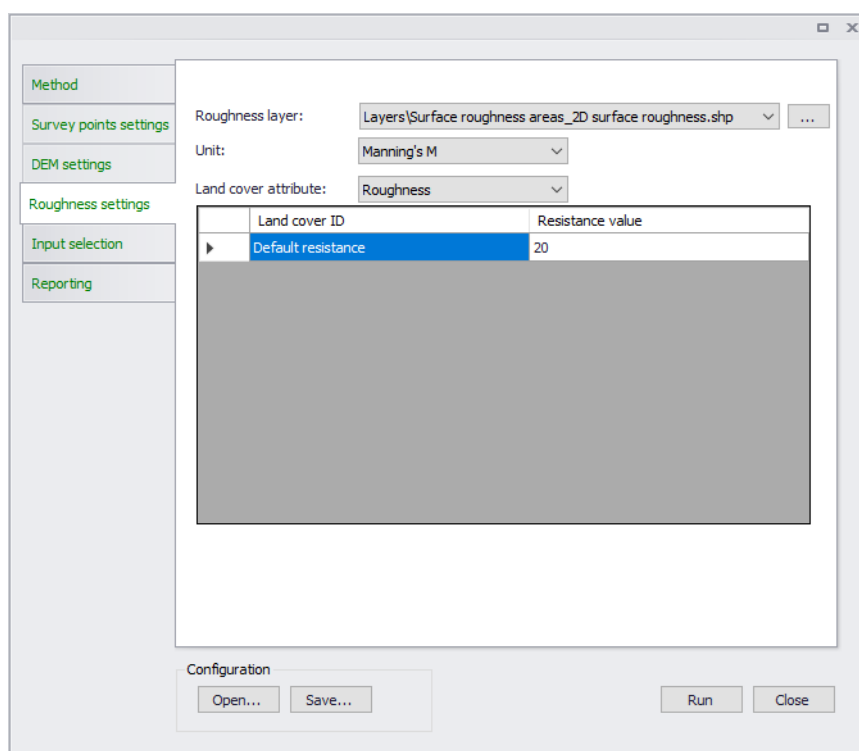 Method
Survey points settings
DEM settings
Roughness settings
Input selection
Reporting
Roughness layer: Layers\Surface roughness areas_2D surface roughness.shp ...
Unit: Manning's M
Land cover attribute: Roughness
Land cover ID Resistance value
Default resistance 20
Configuration
Open... Save... Run Close